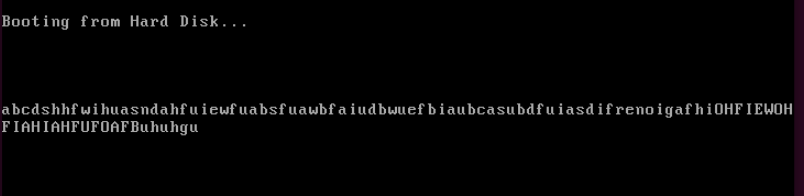 Booting from Hard Disk...
abcdshhfwihuasndahfuiewfuabsfuawbfaiudbwuefbiaubcasubdfuiasdifrenoigafhiOHFIEWOH
FIAHIAHFUFOAFBuhuhgu